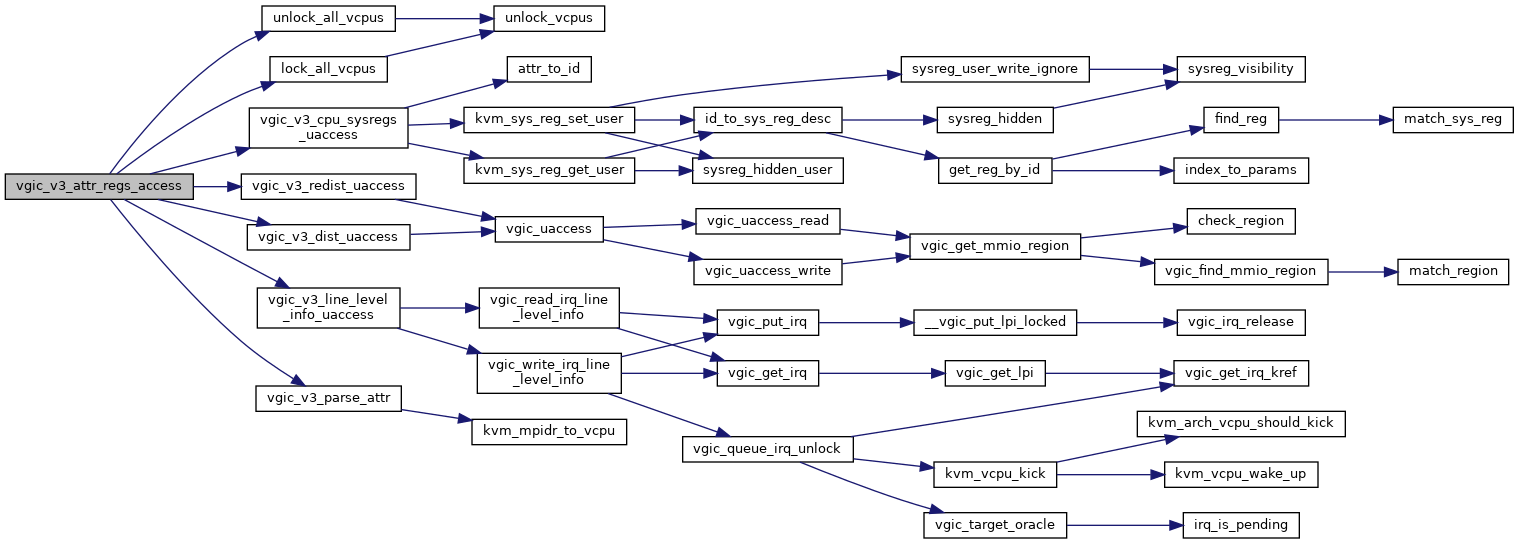 vgic_v3_attr_regs_access
unlock_all_vcpus
lock_all_vcpus
vgic_v3_cpu_sysregs
_uaccess
vgic_v3_redist_uaccess
vgic_v3_dist_uaccess
vgic_v3_line_level
_info_uaccess
vgic_v3_parse_attr
unlock_vcpus
attr_to_id
kvm_sys_reg_set_user
kvm_sys_reg_get_user
vgic_uaccess
vgic_read_irq_line
_level_info
vgic_write_irq_line
_level_info
kvm_mpidr_to_vcpu
id_to_sys_reg_desc
sysreg_hidden_user
vgic_uaccess_read
vgic_uaccess_write
vgic_put_irq
vgic_get_irq
vgic_queue_irq_unlock
sysreg_user_write_ignore
sysreg_hidden
get_reg_by_id
vgic_get_mmio_region
__vgic_put_lpi_locked
vgic_get_lpi
kvm_vcpu_kick
vgic_target_oracle
sysreg_visibility
find_reg
index_to_params
check_region
vgic_find_mmio_region
vgic_irq_release
vgic_get_irq_kref
kvm_arch_vcpu_should_kick
kvm_vcpu_wake_up
irq_is_pending
match_sys_reg
match_region